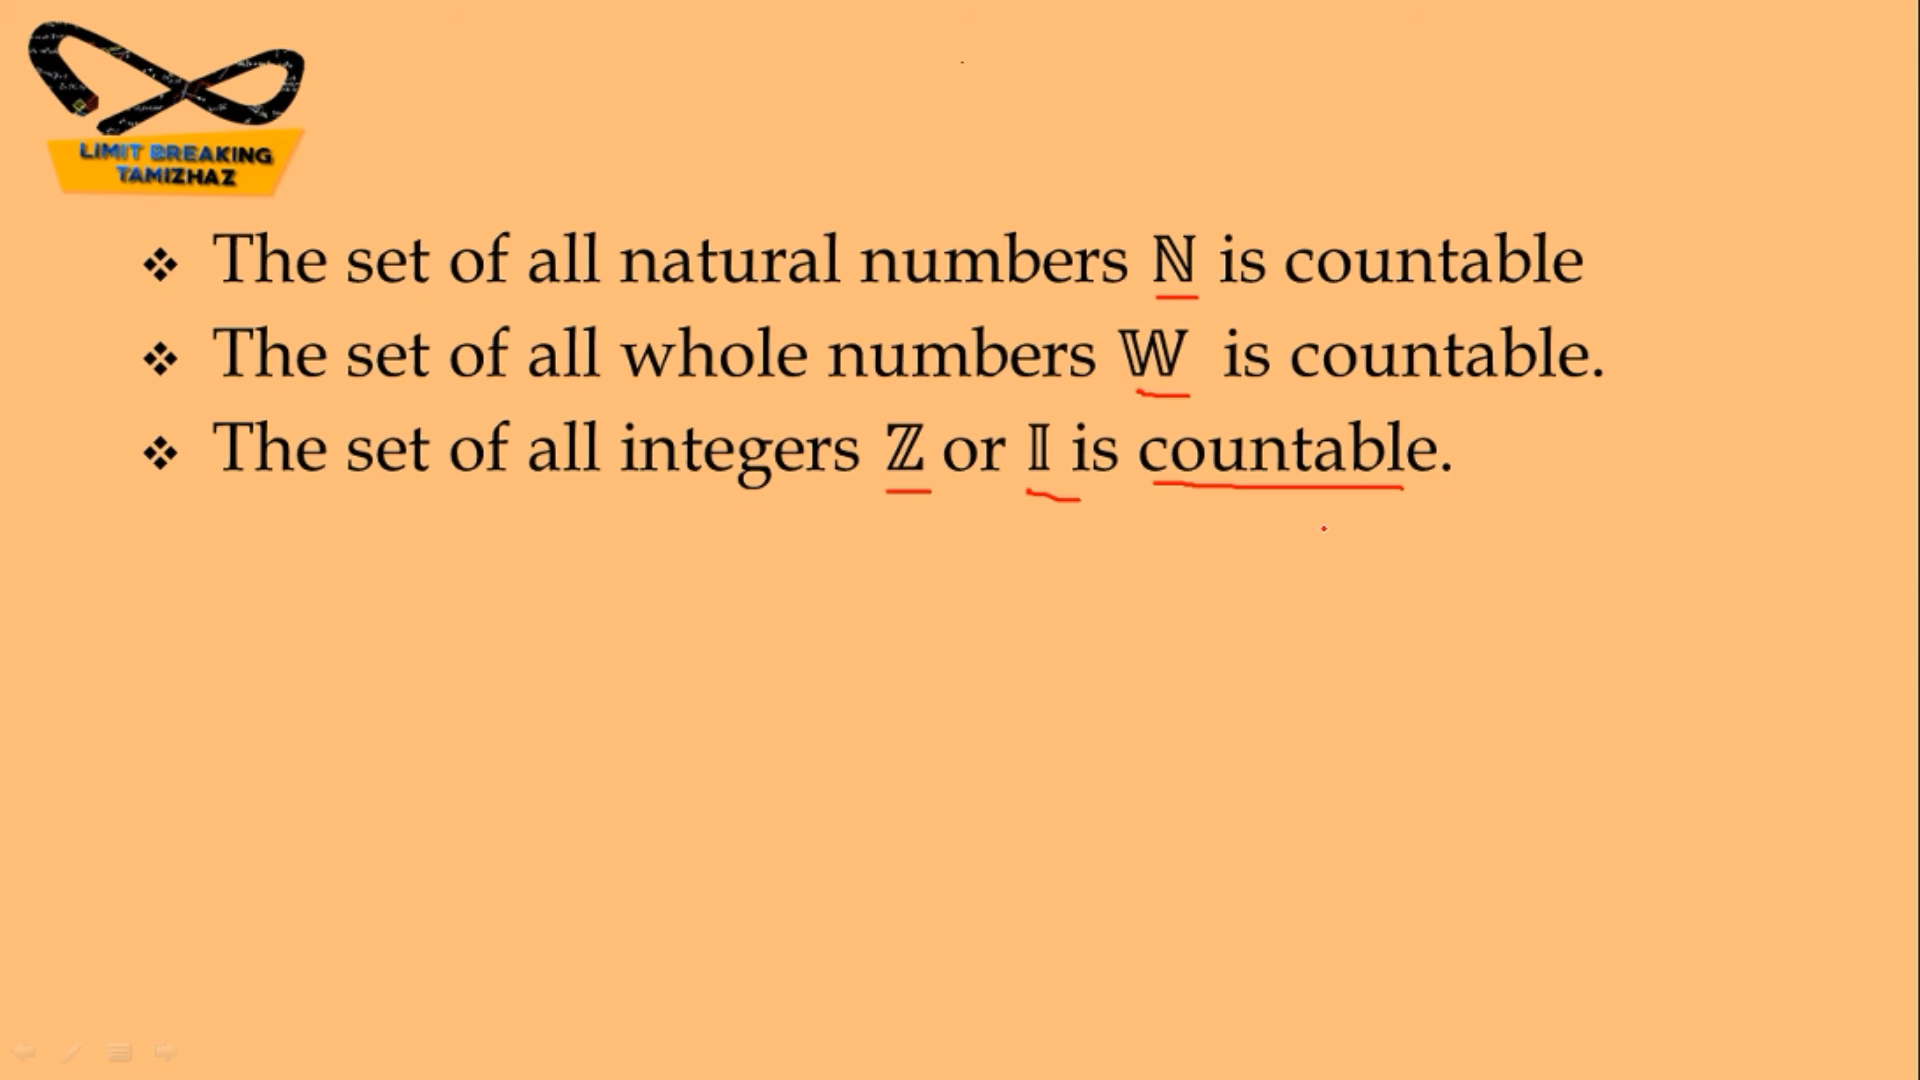 LIMIT BREAKING
TAMIZHAZ
❖ The set of all natural numbers ℕ is countable
❖ The set of all whole numbers 𝕎 is countable.
❖ The set of all integers ℤ or 𝕀 is countable.